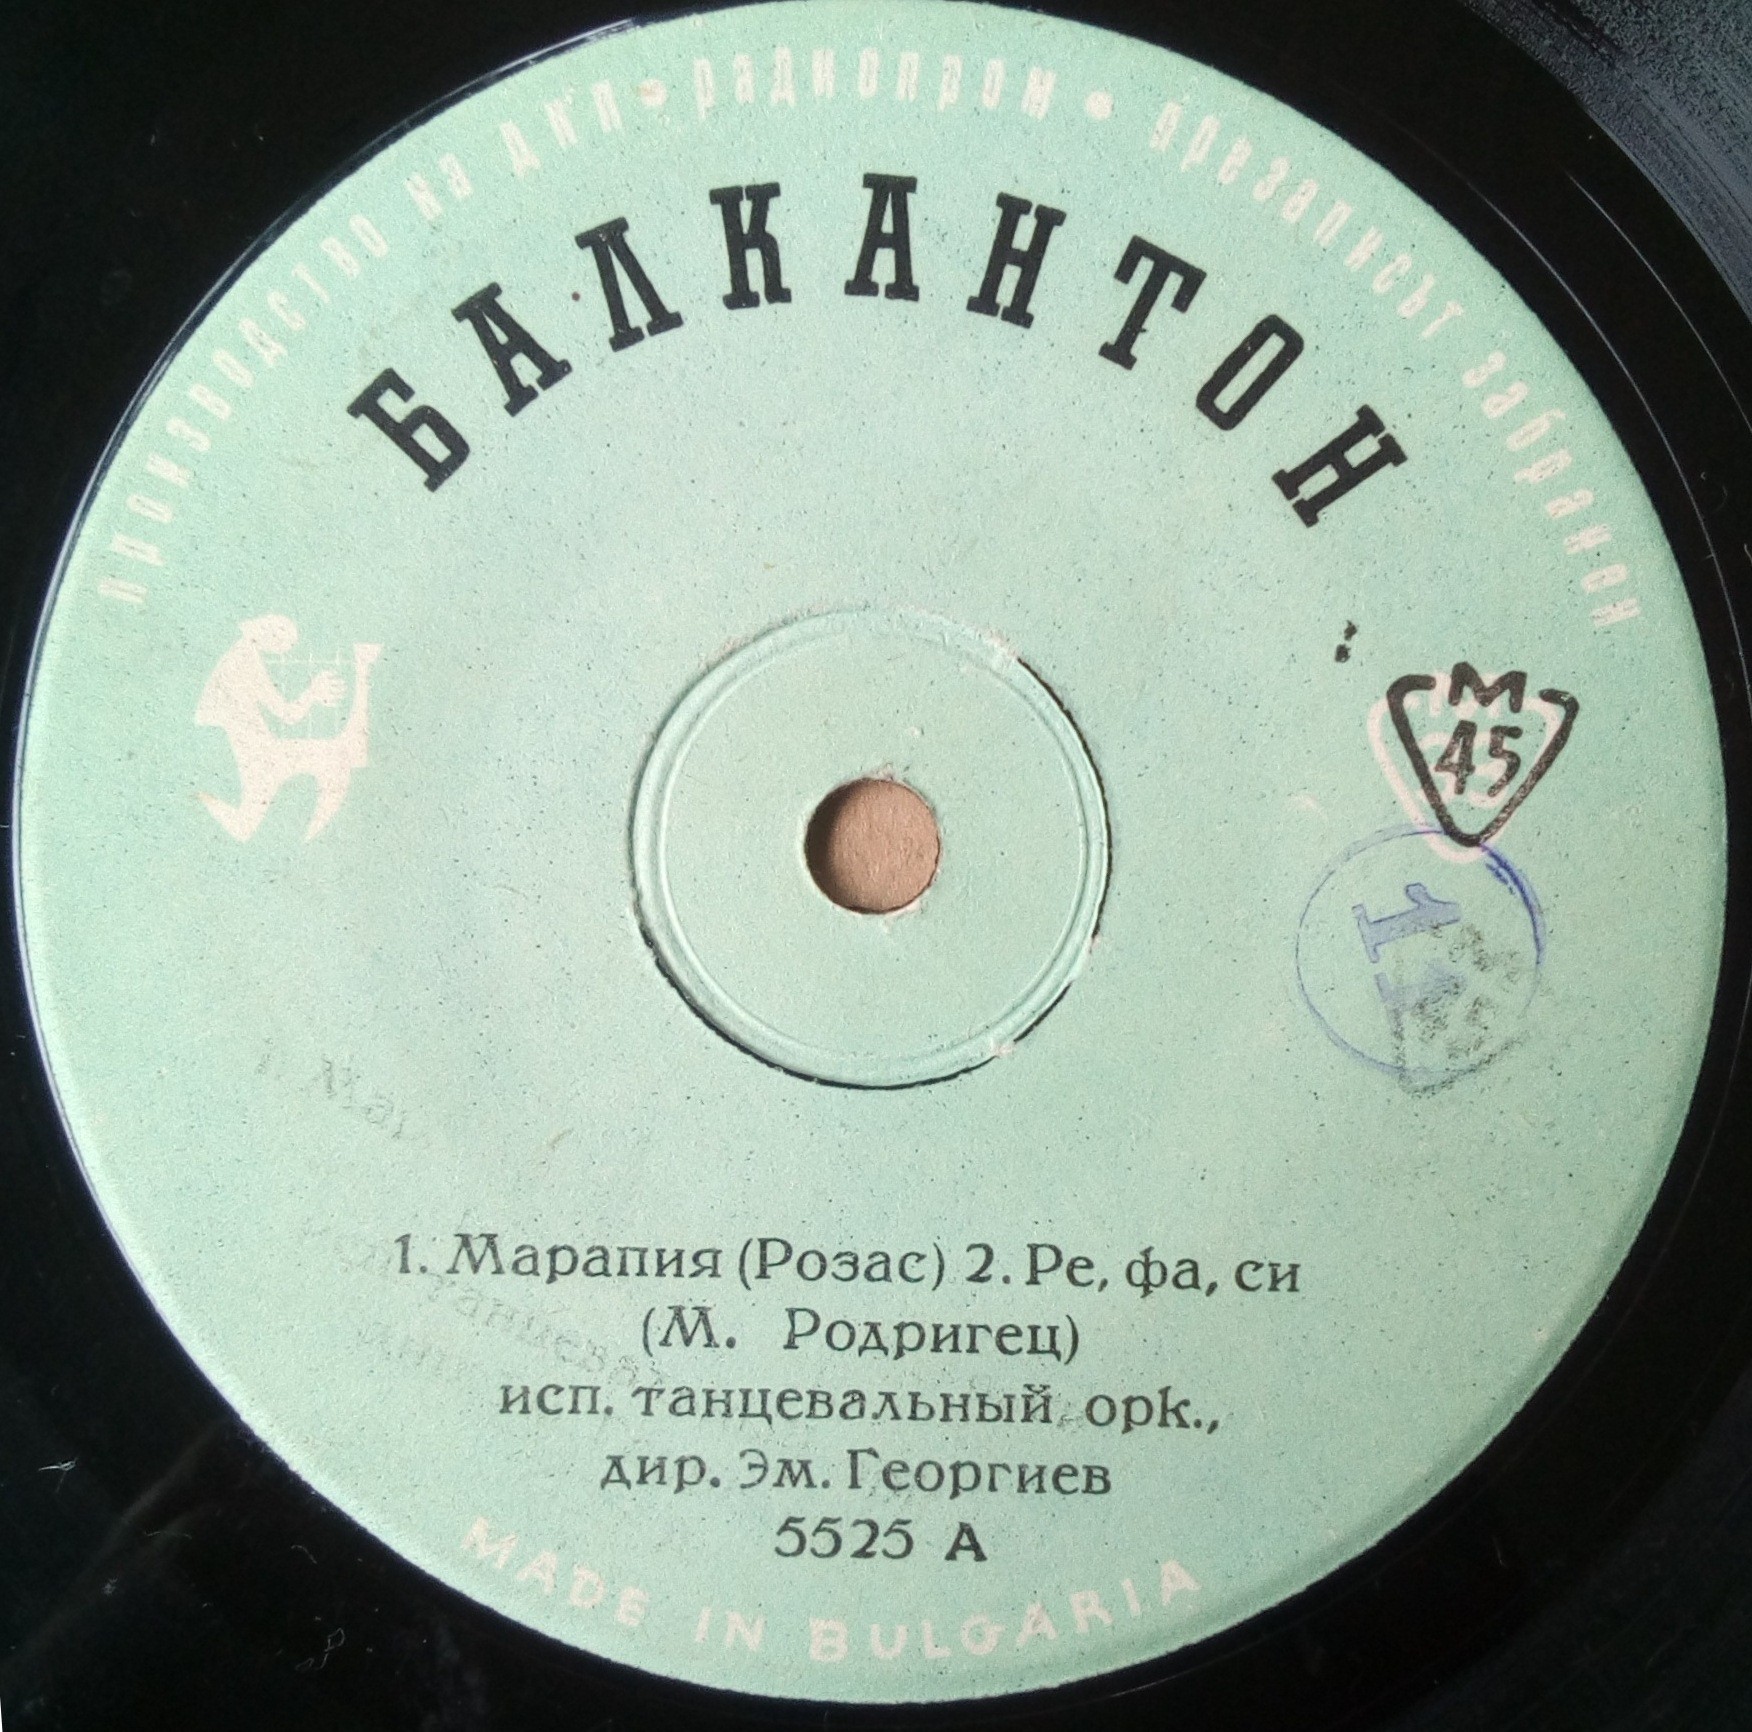 производство на дип • радиопром • презаписът забранен
БАЛКАНТОН
М
45
1. Марапия (Розас) 2. Ре, фа, си
(М. Родригец)
исп. танцевальный орк.,
дир. Эм. Георгиев
5525 А
MADE IN BULGARIA